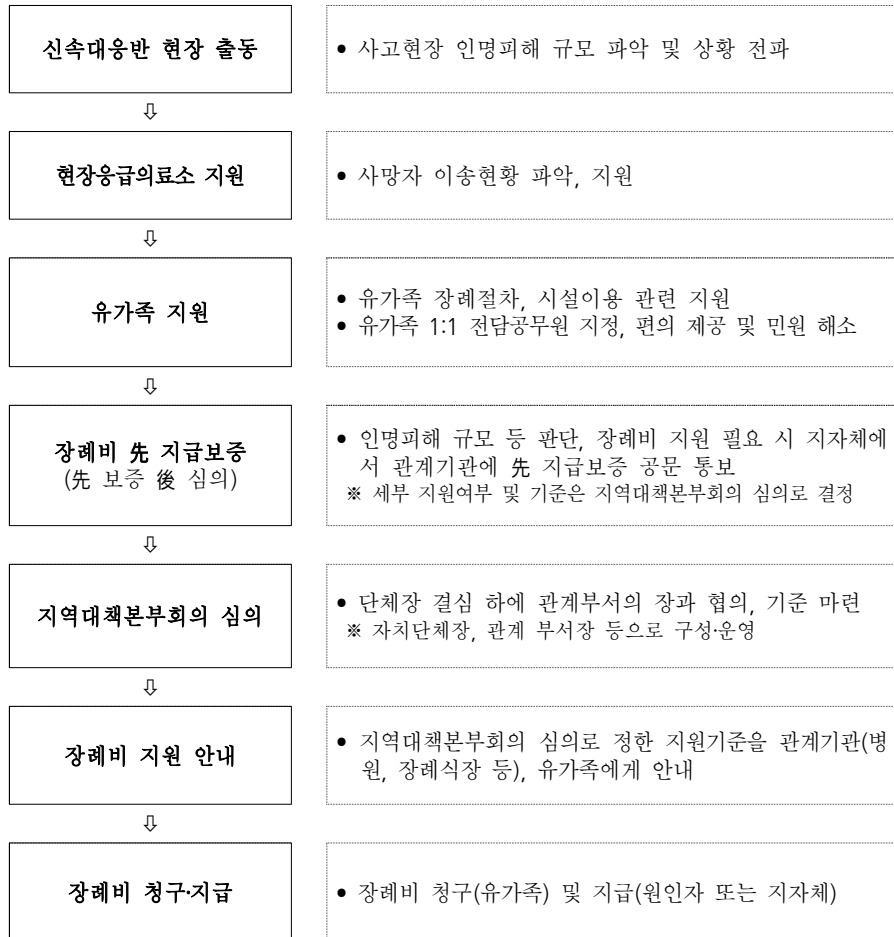 신속대응반 현장 출동
• 사고현장 인명피해 규모 파악 및 상황 전파
⇩
현장응급의료소 지원
• 사망자 이송현황 파악, 지원
⇩
유가족 지원
• 유가족 장례절차, 시설이용 관련 지원
• 유가족 1:1 전담공무원 지정, 편의 제공 및 민원 해소
⇩
장례비 先 지급보증
(先 보증 後 심의)
• 인명피해 규모 등 판단, 장례비 지원 필요 시 지자체에
서 관계기관에 先 지급보증 공문 통보
※ 세부 지원여부 및 기준은 지역대책본부회의 심의로 결정
⇩
지역대책본부회의 심의
• 단체장 결심 하에 관계부서의 장과 협의, 기준 마련
※ 자치단체장, 관계 부서장 등으로 구성·운영
⇩
장례비 지원 안내
• 지역대책본부회의 심의로 정한 지원기준을 관계기관(병
원, 장례식장 등), 유가족에게 안내
⇩
장례비 청구·지급
• 장례비 청구(유가족) 및 지급(원인자 또는 지자체)